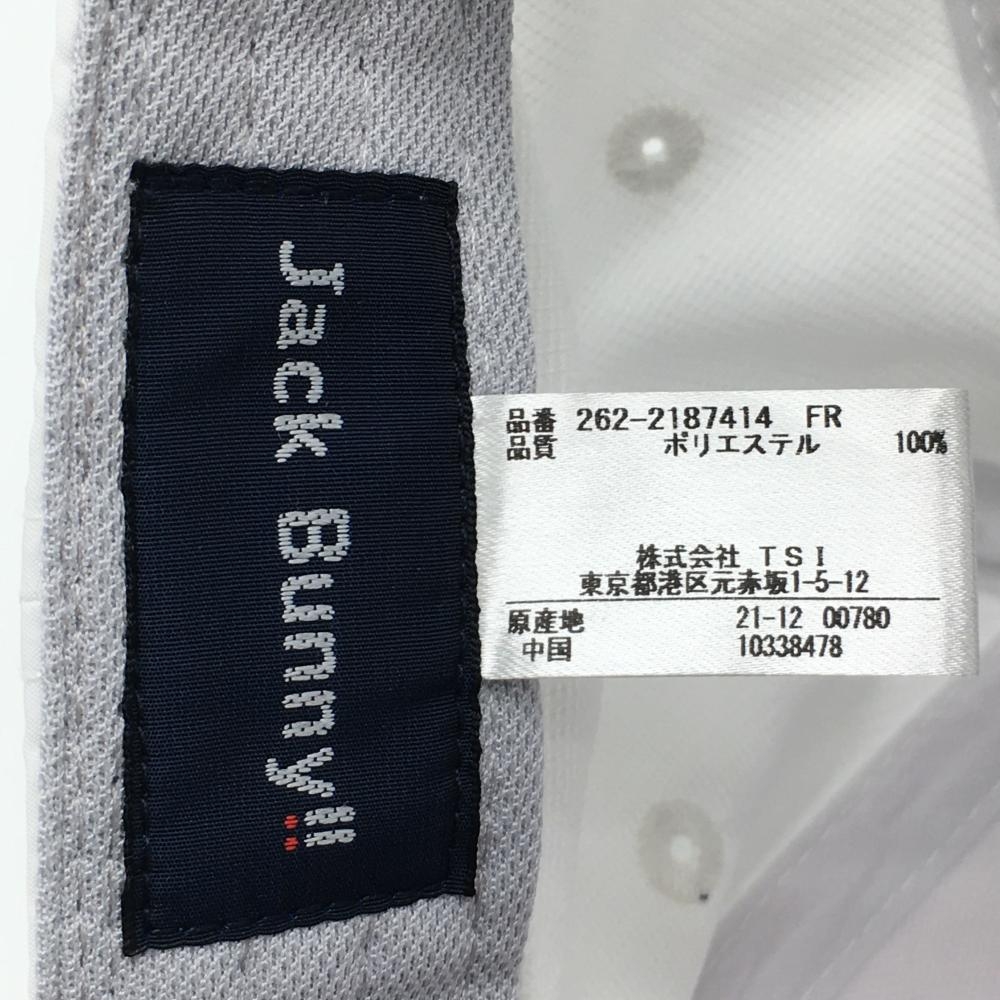 Jack Bunny!!
品番 262-2187414 FR
品質 ポリエステル 100%
株式会社 TSI
東京都港区元赤坂1-5-12
原産地 21-12 00780
中国 10338478